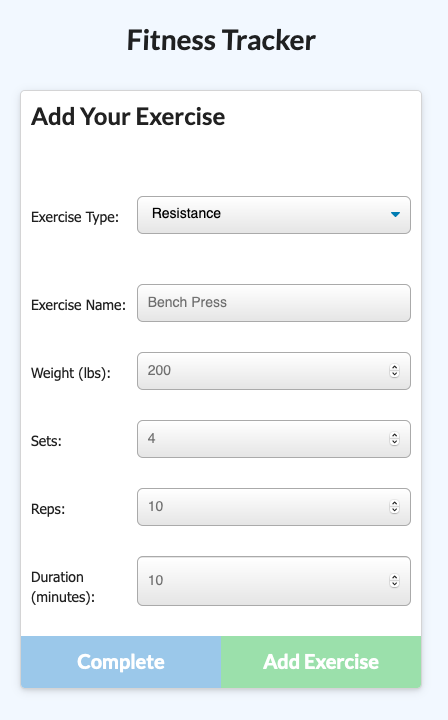 Fitness Tracker
Add Your Exercise
Exercise Type: Resistance
Exercise Name: Bench Press
Weight (lbs): 200
Sets: 4
Reps: 10
Duration (minutes): 10
Complete Add Exercise